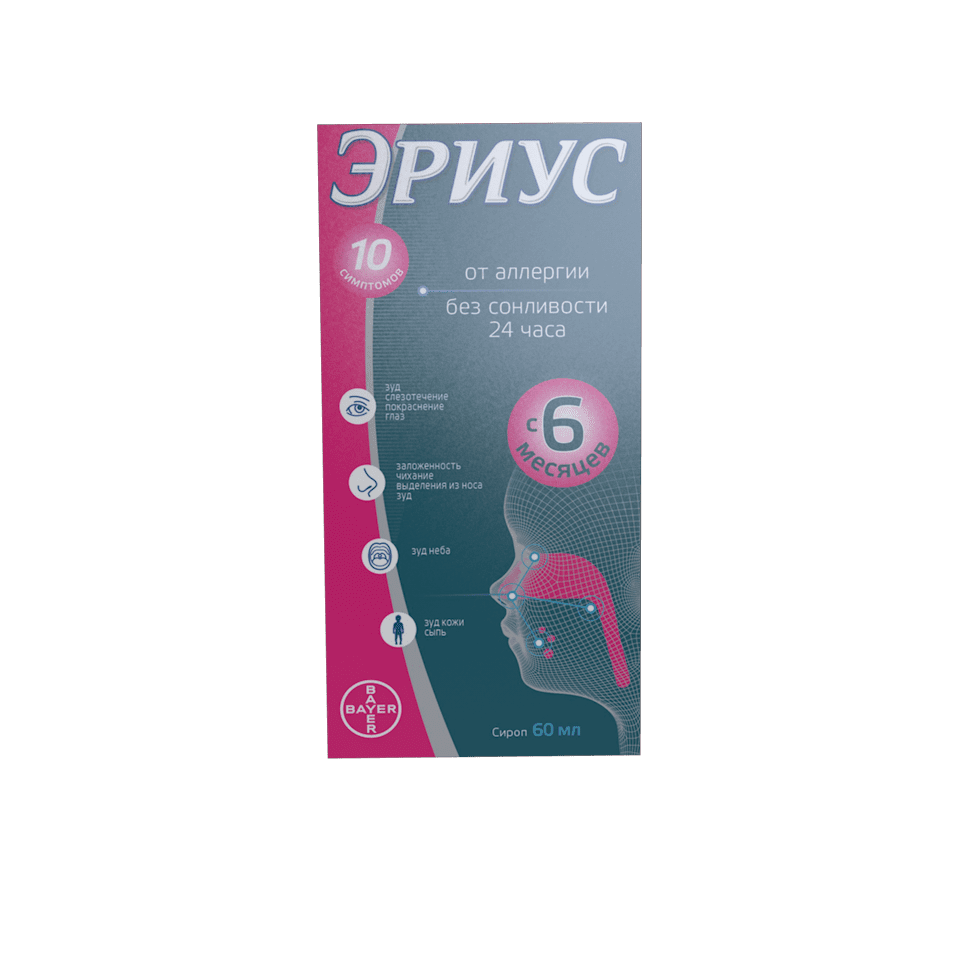 ЭРИУС
10
симптомов
от аллергии
без сонливости
24 часа
с 6
месяцев
зуд
слезотечение
покраснение
глаз
заложенность
чихание
выделения из носа
зуд
зуд неба
зуд кожи
сыпь
BAYER
BAYER
Сироп 60 мл